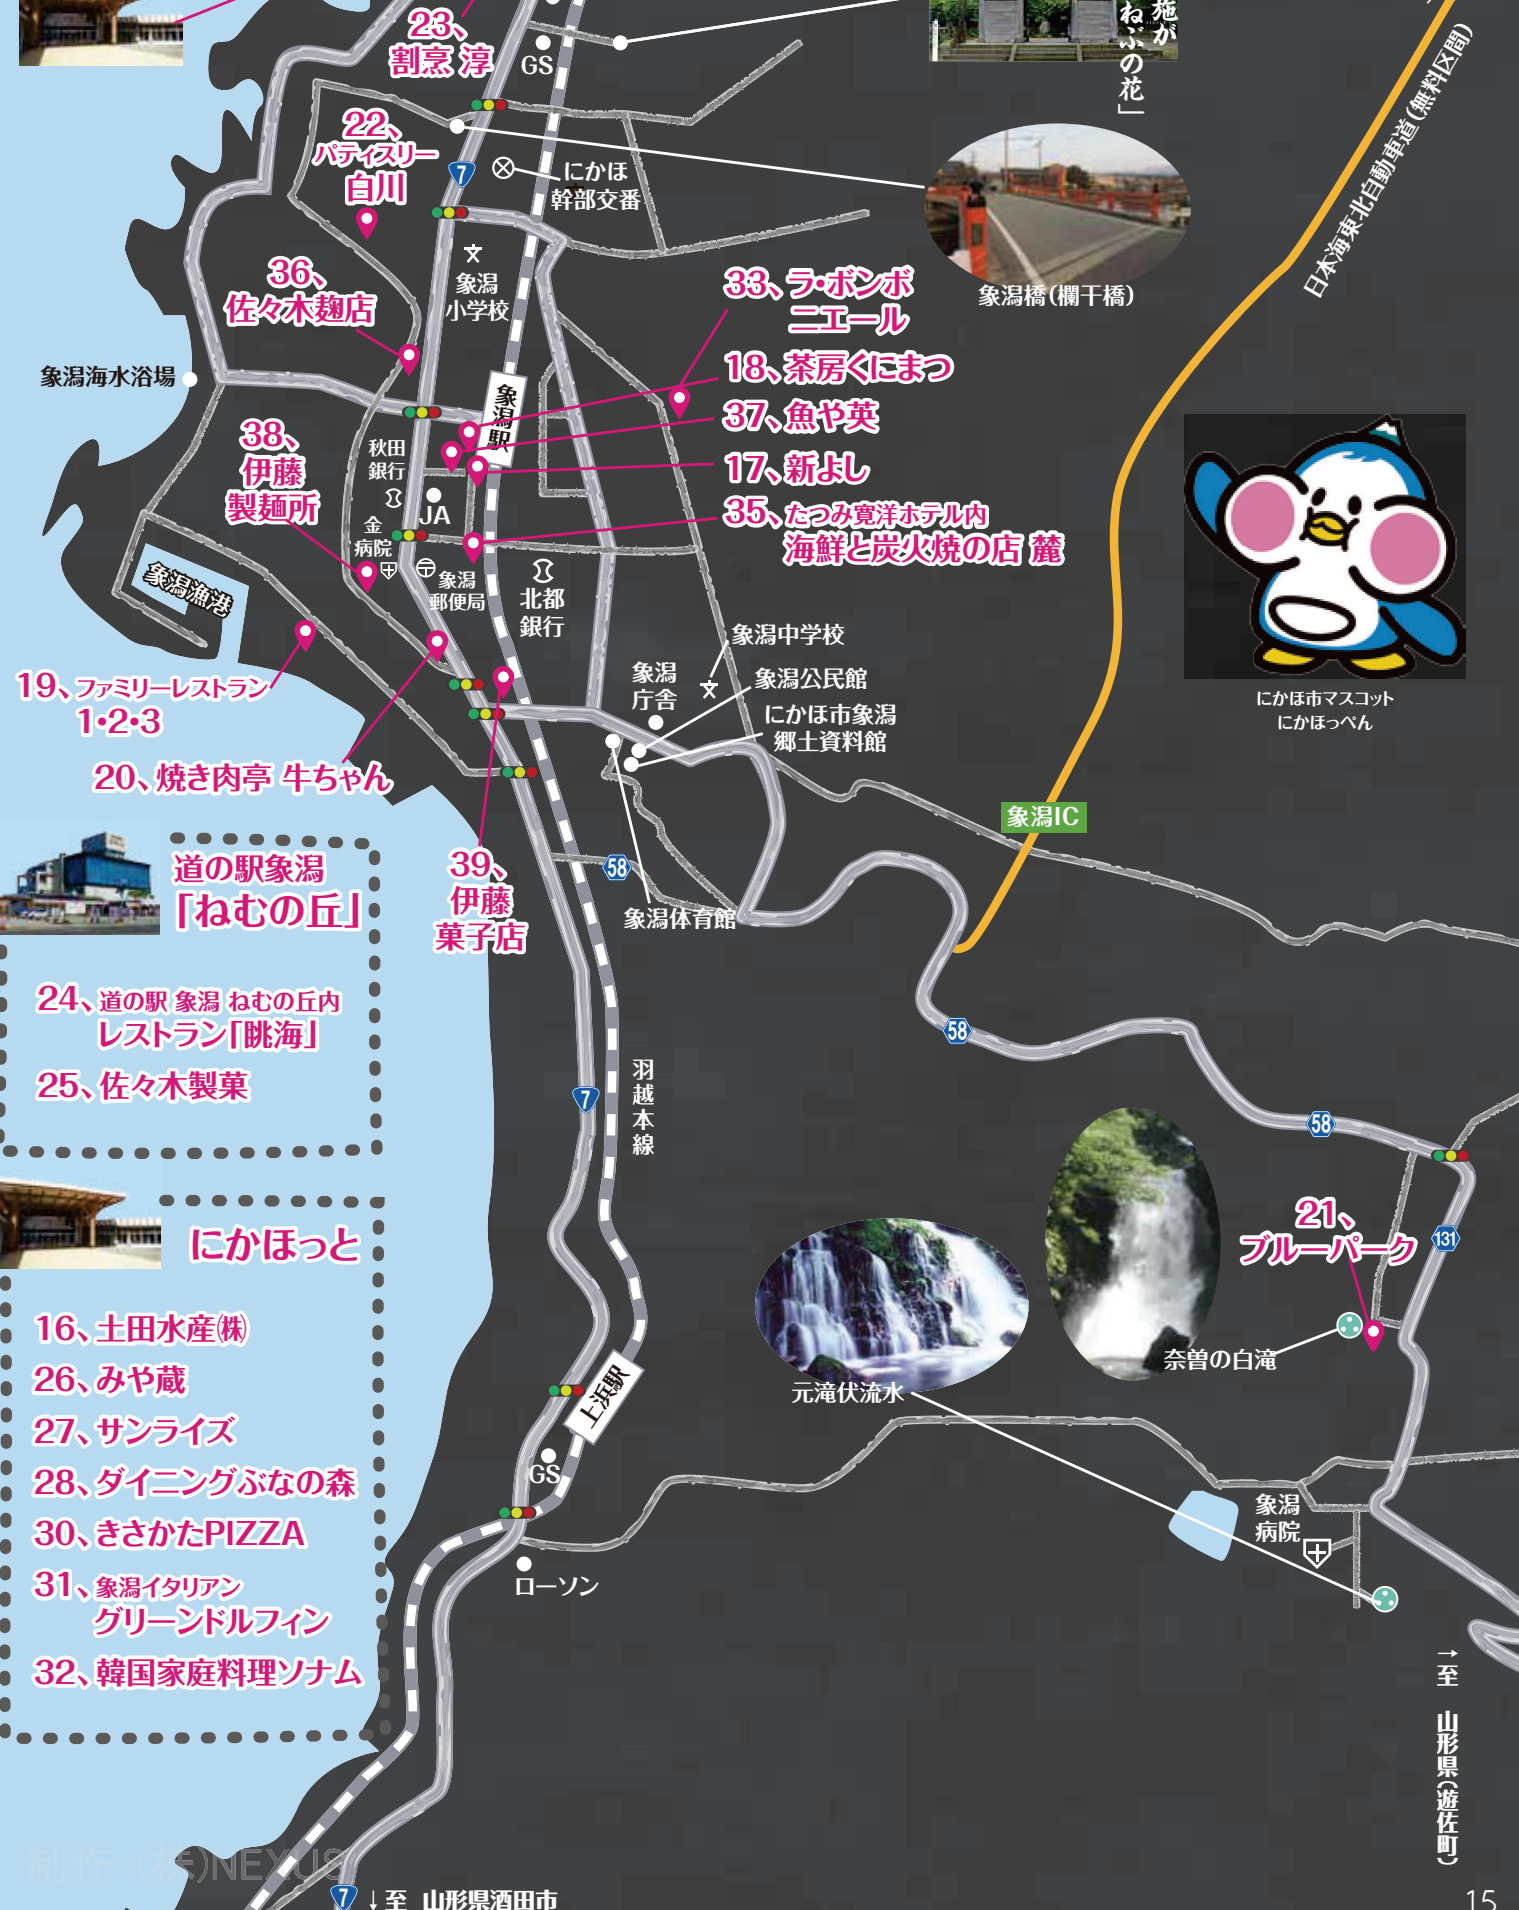 23、
割烹 淳
GS
施が
ねぶの花」
日本海東北自動車道(無料区間)
22、
パティスリー
白川
7
にかほ
幹部交番
象潟橋(欄干橋)
象潟
小学校
36、
佐々木麹店
33、ラ・ボンボ
ニエール
18、茶房くにまつ
37、魚や英
17、新よし
35、たつみ寛洋ホテル内
海鮮と炭火焼の店 麓
象潟海水浴場
象潟駅
38、
伊藤
製麺所
秋田
銀行
JA
金
病院
象潟
郵便局
北都
銀行
象潟漁港
象潟中学校
象潟
庁舎
象潟公民館
にかほ市象潟
郷土資料館
にかほ市マスコット
にかほっぺん
19、ファミリーレストラン
1・2・3
20、焼き肉亭 牛ちゃん
象潟IC
39、
伊藤
菓子店
58
象潟体育館
道の駅象潟
「ねむの丘」
24、道の駅 象潟 ねむの丘内
レストラン「眺海」
25、佐々木製菓
58
7
羽越本線
58
131
21、
ブルーパーク
奈曽の白滝
元滝伏流水
にかほっと
16、土田水産㈱
26、みや蔵
27、サンライズ
28、ダイニングぶなの森
30、きさかたPIZZA
31、象潟イタリアン
グリーンドルフィン
32、韓国家庭料理ソナム
上浜駅
GS
ローソン
象潟
病院
→至 山形県(遊佐町)
制作:(株)NEXUS
7
↓至 山形県酒田市
15